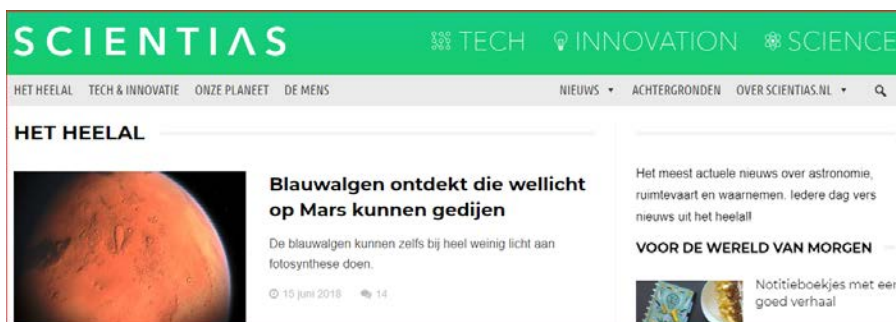 SCIENTIAS
TECH INNOVATION SCIENCE
HET HEELAL TECH & INNOVATIE ONZE PLANEET DE MENS
NIEUWS ACHTERGRONDEN OVER SCIENTIAS.NL
HET HEELAL
Blauwalgen ontdekt die wellicht
op Mars kunnen gedijen
De blauwalgen kunnen zelfs bij heel weinig licht aan
fotosynthese doen.
15 juni 2018 14
Het meest actuele nieuws over astronomie,
ruimtevaart en waarnemen. Iedere dag vers
nieuws uit het heelal!
VOOR DE WERELD VAN MORGEN
Notitieboekjes met een
goed verhaal